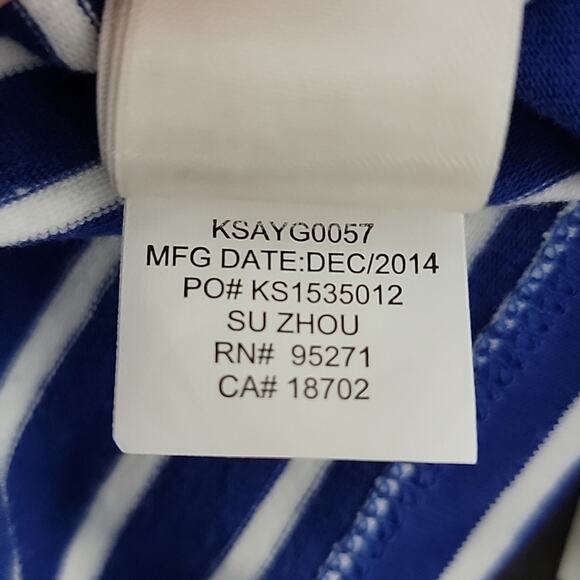 KSAYG0057
MFG DATE:DEC/2014
PO# KS1535012
SU ZHOU
RN# 95271
CA# 18702